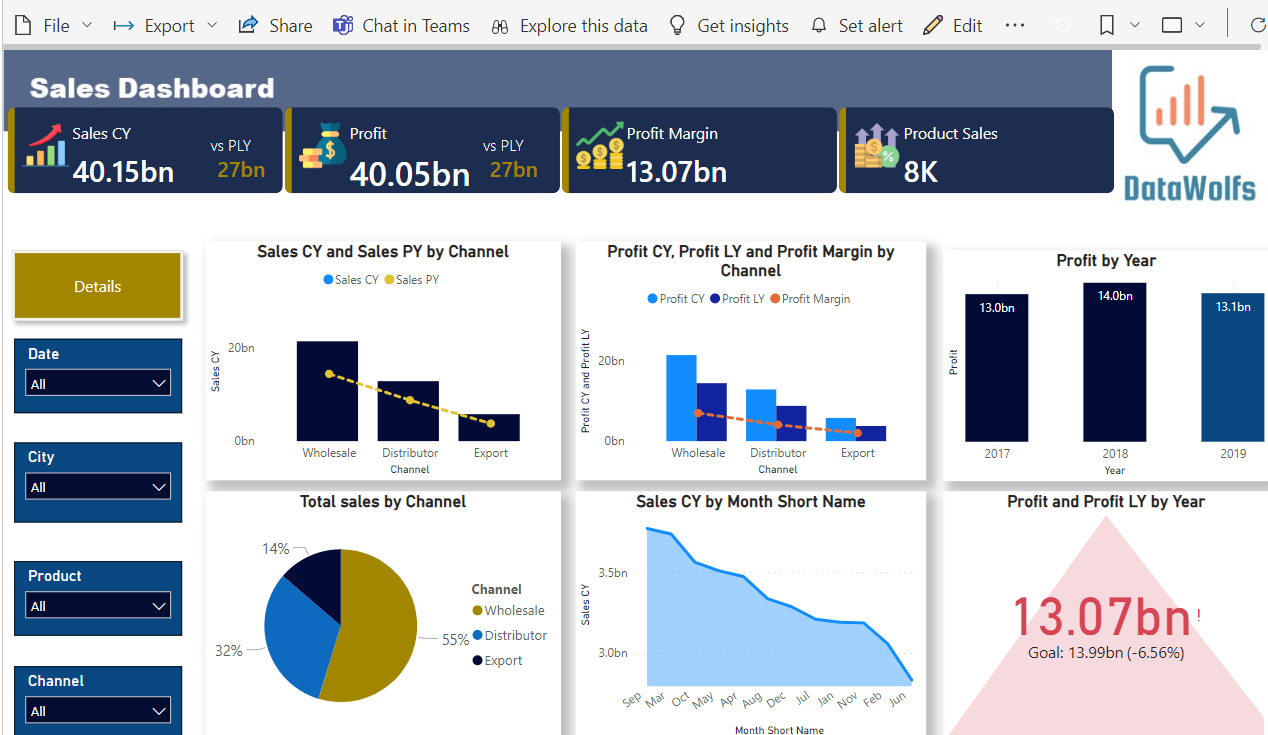 File Export Share Chat in Teams Explore this data Get insights Set alert Edit ...
Sales Dashboard
Sales CY
40.15bn
vs PLY
27bn
Profit
40.05bn
vs PLY
27bn
Profit Margin
13.07bn
Product Sales
8K
DataWolfs
Details
Date
All
City
All
Product
All
Channel
All
Sales CY and Sales PY by Channel
Sales CY Sales PY
Sales CY
20bn
0bn
Wholesale Distributor Export
Channel
Profit CY, Profit LY and Profit Margin by
Channel
Profit CY Profit LY Profit Margin
Profit CY and Profit LY
20bn
0bn
Wholesale Distributor Export
Channel
Profit by Year
Profit
13.0bn 14.0bn 13.1bn
2017 2018 2019
Year
Total sales by Channel
14%
32%
55%
Channel
Wholesale
Distributor
Export
Sales CY by Month Short Name
Sales CY
3.5bn
3.0bn
Sep Mar Oct May Apr Aug Dec Jul Jan Nov Feb Jun
Month Short Name
Profit and Profit LY by Year
13.07bn!
Goal: 13.99bn (-6.56%)
$
$
$ $ $
$ %